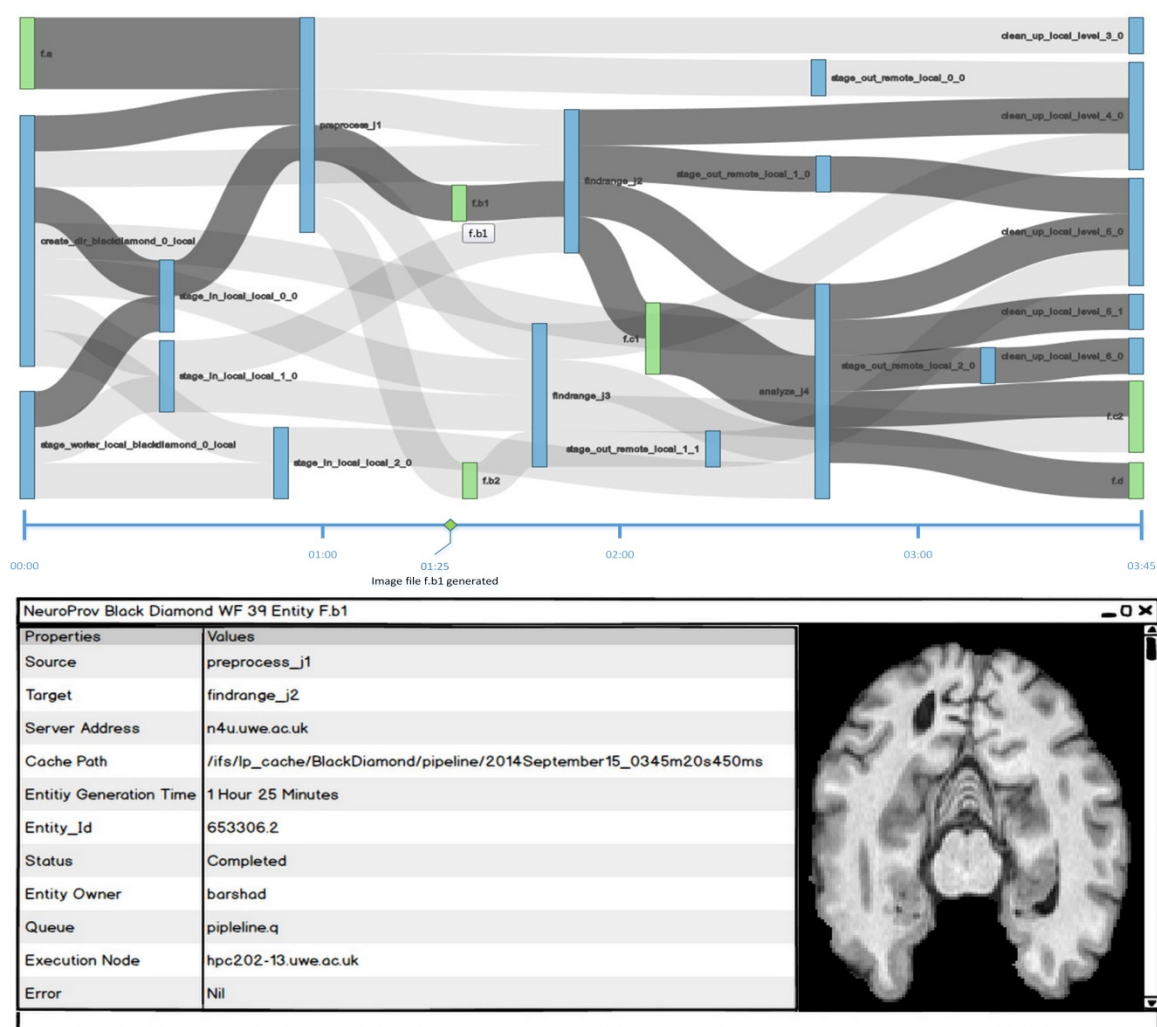 clean_up_local_level_3_0
f.a
stage_out_remote_local_0_0
clean_up_local_level_4_0
preprocess_j1
stage_out_remote_local_1_0
findrange_j2
f.b1
f.b1
clean_up_local_level_5_0
create_dir_blackdiamond_0_local
stage_in_local_local_0_0
clean_up_local_level_5_1
f.c1
clean_up_local_level_6_0
stage_out_remote_local_2_0
stage_in_local_local_1_0
analyze_j4
findrange_j3
f.c2
stage_worker_local_blackdiamond_0_local
stage_out_remote_local_1_1
stage_in_local_local_2_0
f.b2
f.d
00:00
01:00
01:25
02:00
03:00
03:45
Image file f.b1 generated
NeuroProv Black Diamond WF 39 Entity F.b1
Properties Values
Source preprocess_j1
Target findrange_j2
Server Address n4u.uwe.ac.uk
Cache Path /ifs/lp_cache/BlackDiamond/pipeline/2014September15_0345m20s450ms
Entitiy Generation Time 1 Hour 25 Minutes
Entity_Id 653306.2
Status Completed
Entity Owner barshad
Queue pipleline.q
Execution Node hpc202-13.uwe.ac.uk
Error Nil